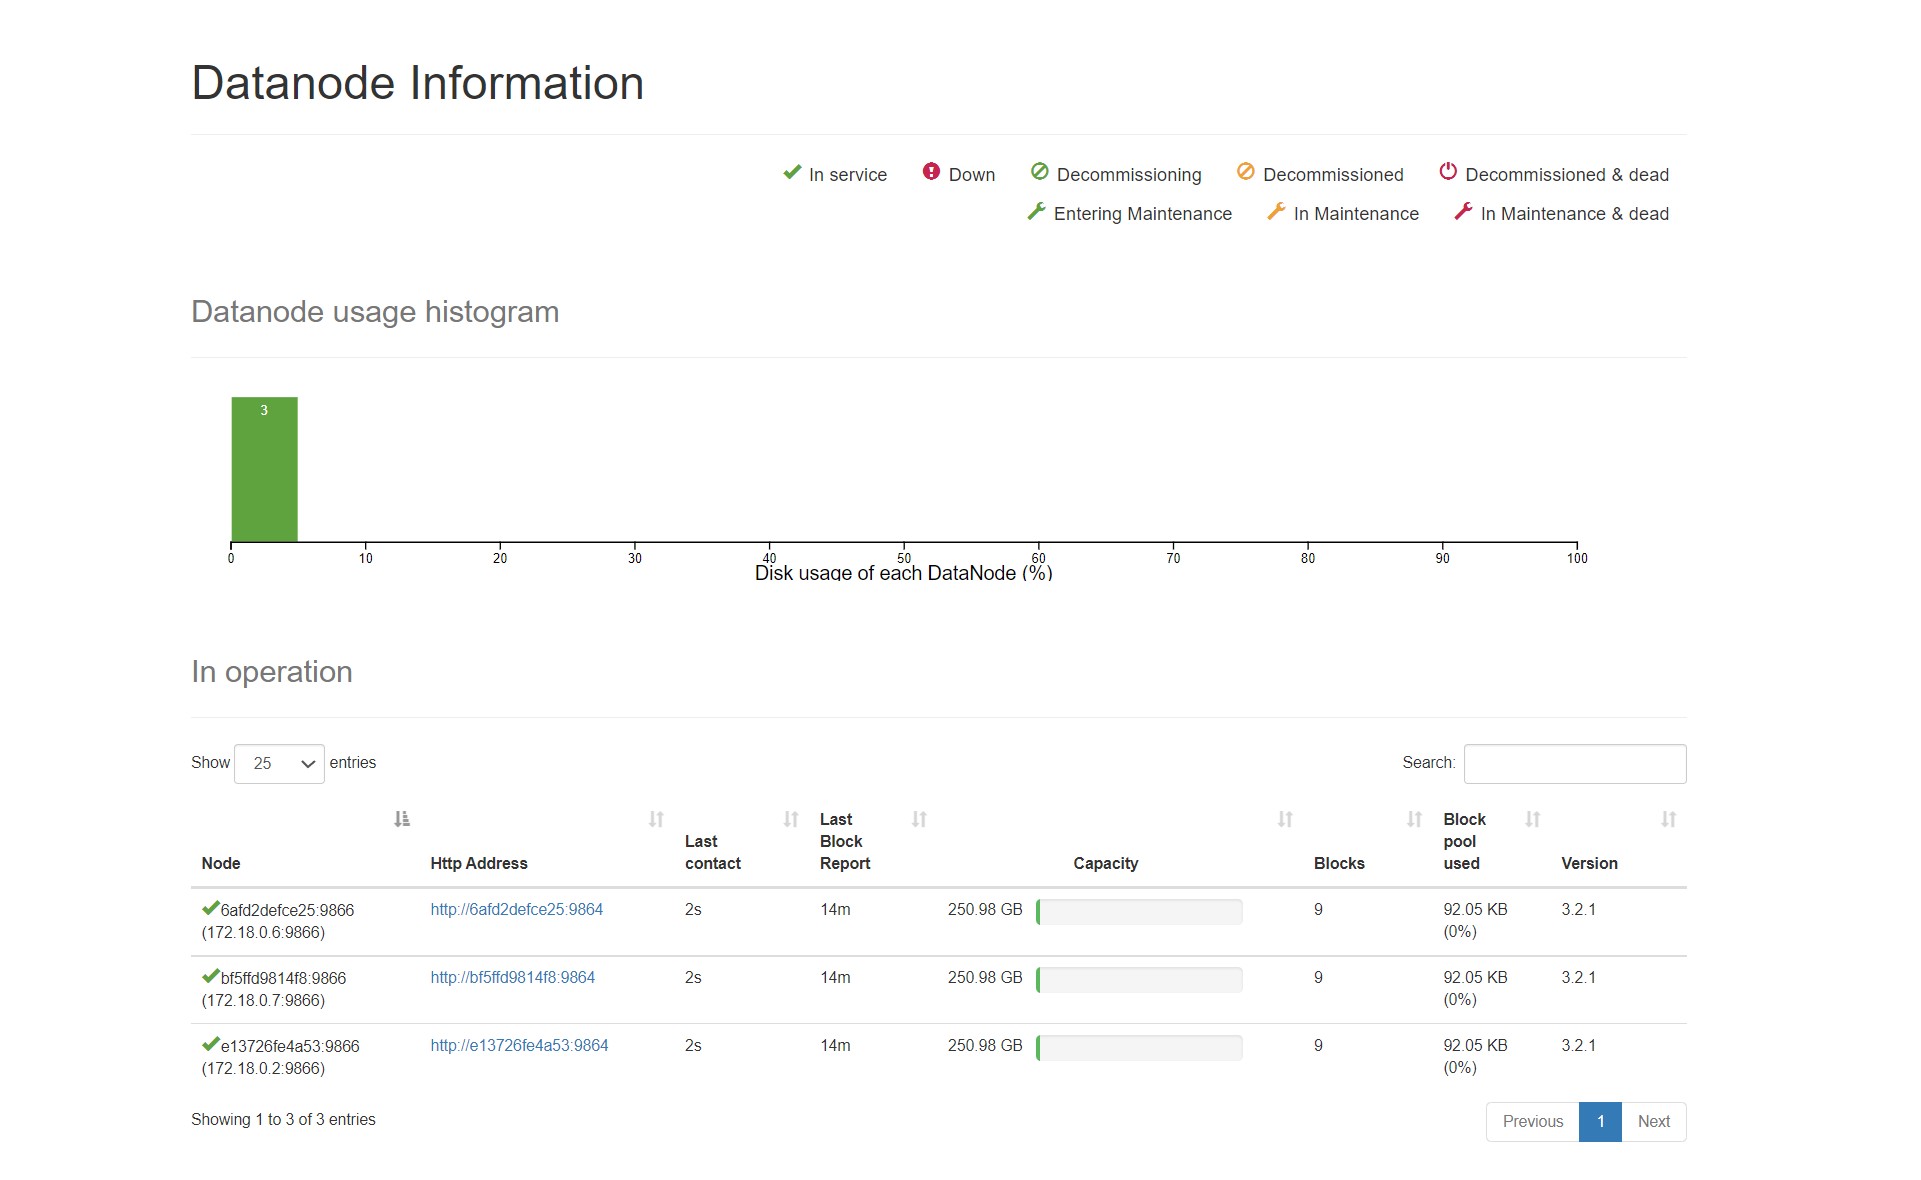 Datanode Information
In service Down Decommissioning Decommissioned Decommissioned & dead
Entering Maintenance In Maintenance In Maintenance & dead
Datanode usage histogram
3
0 10 20 30 40 50 60 70 80 90 100
Disk usage of each DataNode (%)
In operation
Show 25 entries Search:
Node Http Address Last contact Last Block Report Capacity Blocks Block pool used Version
6afd2defce25:9866 http://6afd2defce25:9864 2s 14m 250.98 GB 9 92.05 KB 3.2.1
(172.18.0.6:9866) (0%)
bf5ffd9814f8:9866 http://bf5ffd9814f8:9864 2s 14m 250.98 GB 9 92.05 KB 3.2.1
(172.18.0.7:9866) (0%)
e13726fe4a53:9866 http://e13726fe4a53:9864 2s 14m 250.98 GB 9 92.05 KB 3.2.1
(172.18.0.2:9866) (0%)
Showing 1 to 3 of 3 entries Previous 1 Next